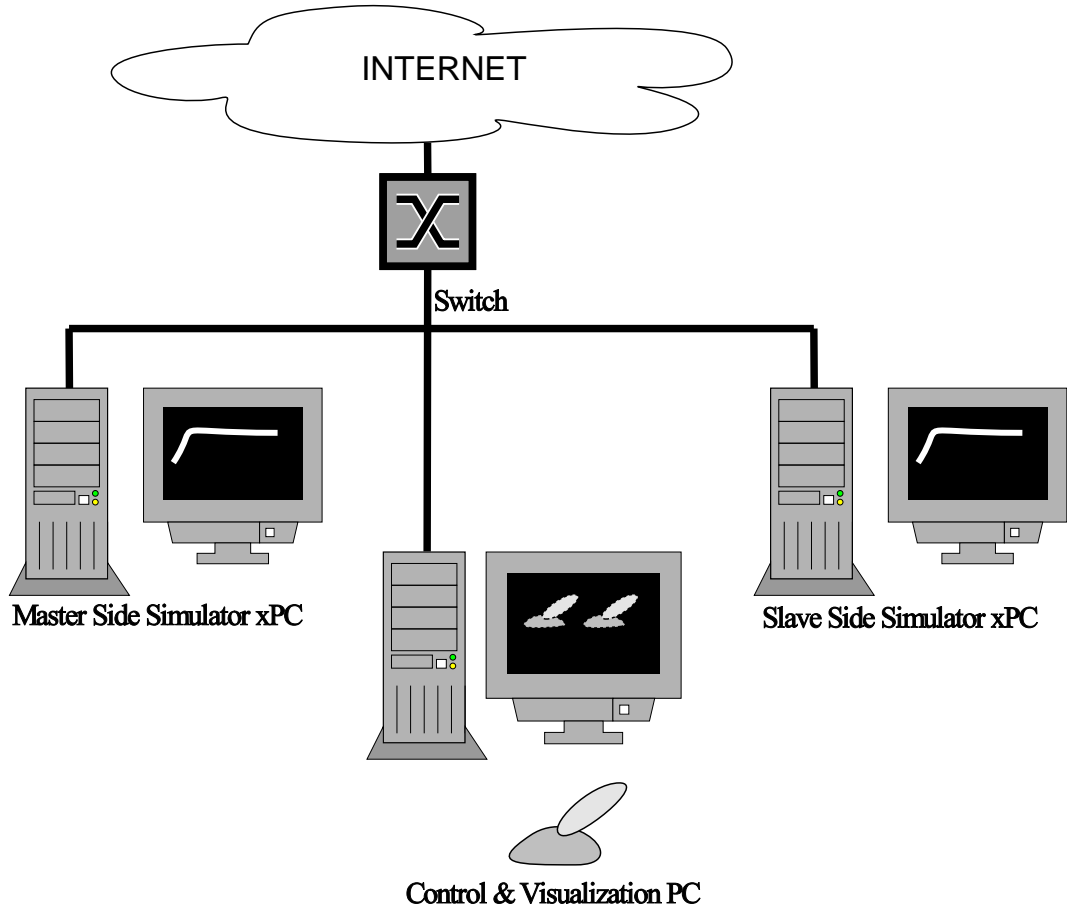 INTERNET
Switch
Master Side Simulator xPC
Slave Side Simulator xPC
Control & Visualization PC